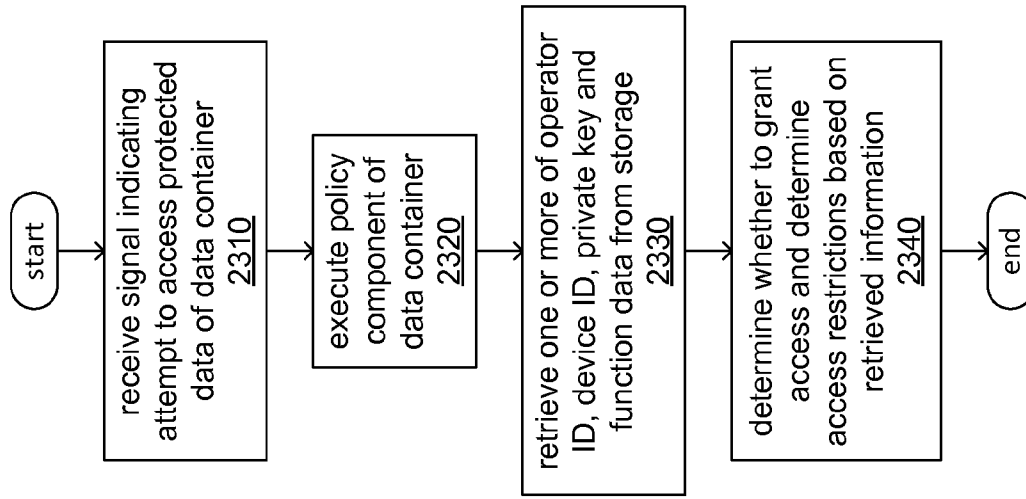 start
receive signal indicating
attempt to access protected
data of data container
2310
execute policy
component of
data container
2320
retrieve one or more of operator
ID, device ID, private key and
function data from storage
2330
determine whether to grant
access and determine
access restrictions based on
retrieved information
2340
end